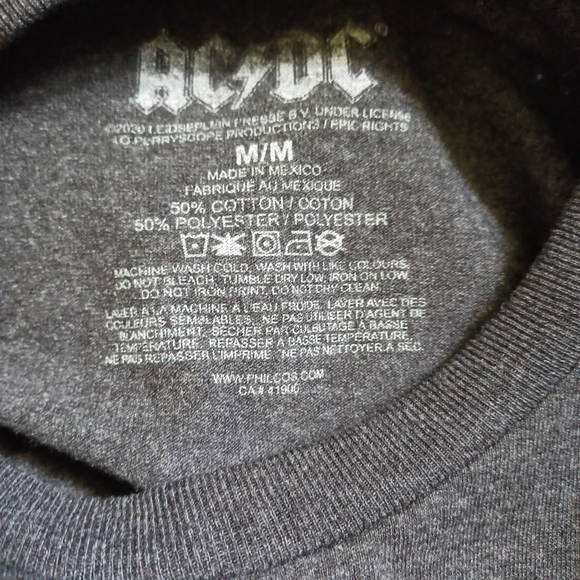 AC/DC
©2020 LEIDSEPLEIN PRESSE B.V. UNDER LICENSE
TO PERRYSCOPE PRODUCTIONS / EPIC RIGHTS
M/M
MADE IN MEXICO
FABRIQUÉ AU MEXIQUE
50% COTTON / COTON
50% POLYESTER / POLYESTER
MACHINE WASH COLD, WASH WITH LIKE COLOURS,
DO NOT BLEACH, TUMBLE DRY LOW, IRON ON LOW,
DO NOT IRON PRINT, DO NOT DRY CLEAN.
LAVER A LA MACHINE À L'EAU FROIDE, LAVER AVEC DES
COULEURS SEMBLABLES. NE PAS UTILISER D'AGENT DE
BLANCHIMENT. SÉCHER PAR CULBUTAGE À BASSE
TEMPÉRATURE. REPASSER À BASSE TEMPÉRATURE.
NE PAS REPASSER L'IMPRIMÉ. NE PAS NETTOYER À SEC.
WWW.PHILCOS.COM
CA# 41900